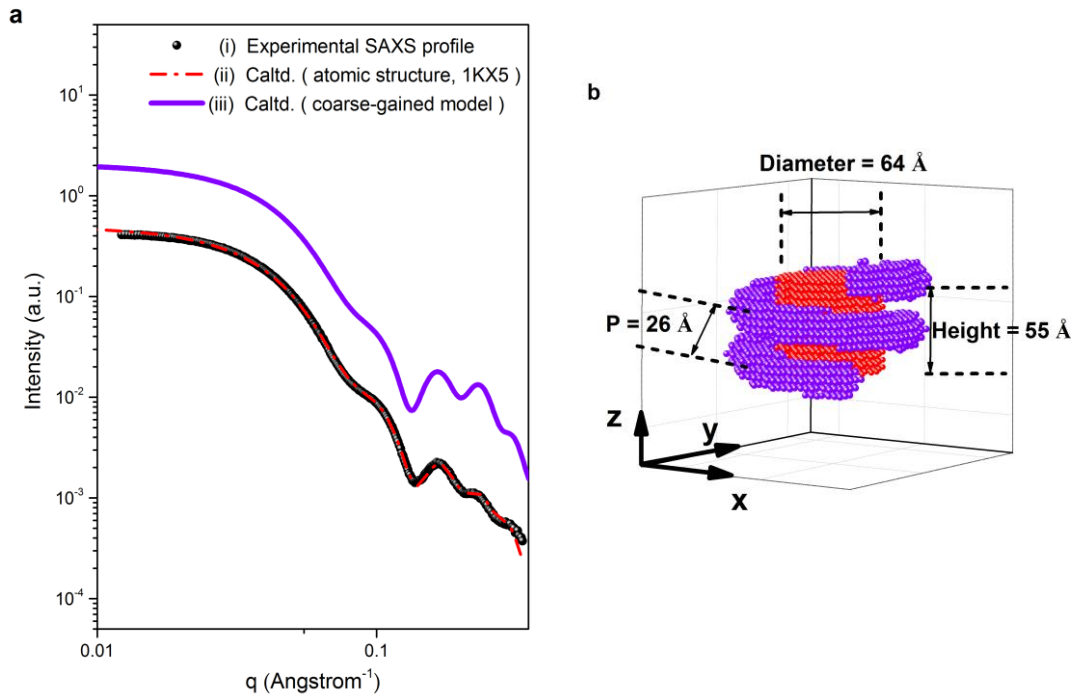 a
(i) Experimental SAXS profile
(ii) Caltd. ( atomic structure, 1KX5 )
(iii) Caltd. ( coarse-gained model )
10¹
10⁰
10⁻¹
10⁻²
10⁻³
10⁻⁴
Intensity (a.u.)
0.01
0.1
q (Angstrom⁻¹)
b
Diameter = 64 Å
P = 26 Å
Height = 55 Å
z
y
x